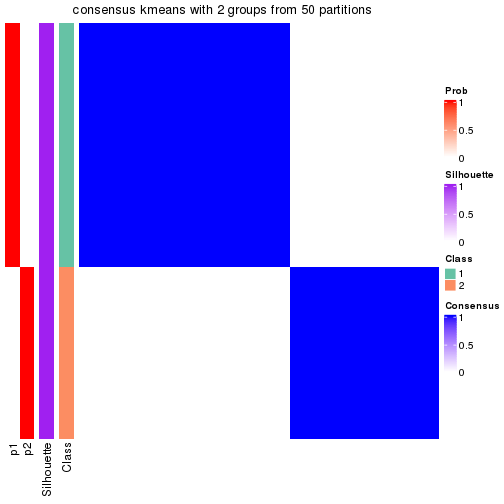 consensus kmeans with 2 groups from 50 partitions
Prob
1
0.5
0
Silhouette
1
0.5
0
Class
1
2
Consensus
1
0.5
0
p1
p2
Silhouette
Class